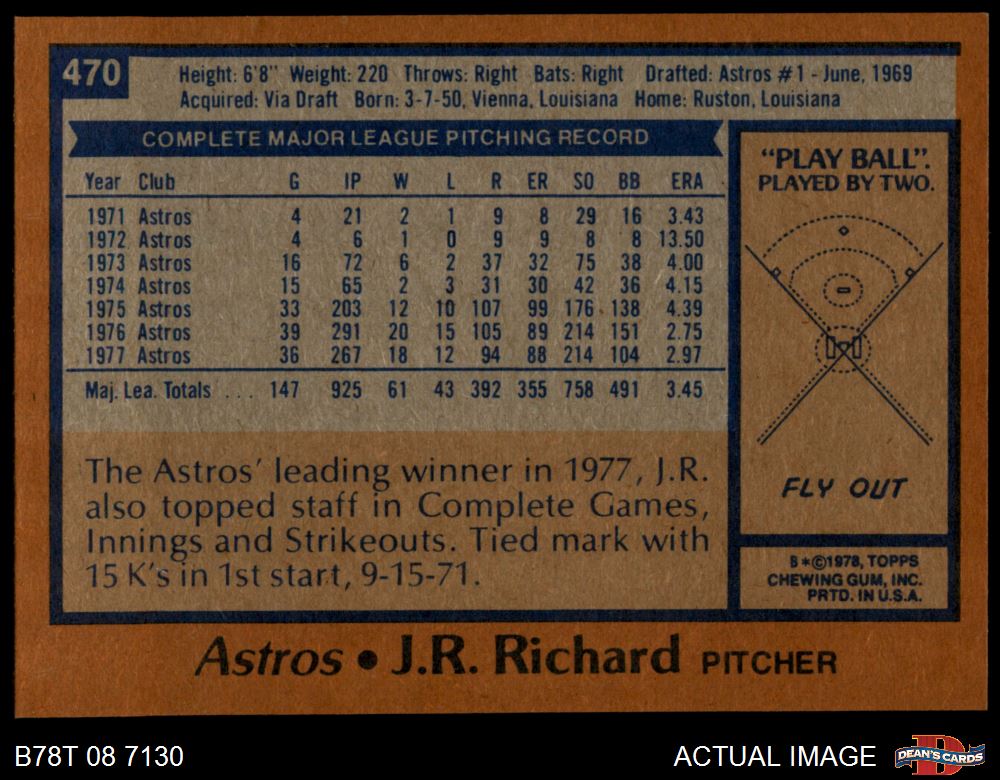 470
Height: 6'8" Weight: 220 Throws: Right Bats: Right Drafted: Astros #1 - June, 1969
Acquired: Via Draft Born: 3-7-50, Vienna, Louisiana Home: Ruston, Louisiana
COMPLETE MAJOR LEAGUE PITCHING RECORD
Year Club G IP W L R ER SO BB ERA
1971 Astros 4 21 2 1 9 8 29 16 3.43
1972 Astros 4 6 1 0 9 9 8 8 13.50
1973 Astros 16 72 6 2 37 32 75 38 4.00
1974 Astros 15 65 2 3 31 30 42 36 4.15
1975 Astros 33 203 12 10 107 99 176 138 4.39
1976 Astros 39 291 20 15 105 89 214 151 2.75
1977 Astros 36 267 18 12 94 88 214 104 2.97
Maj. Lea. Totals . . . 147 925 61 43 392 355 758 491 3.45
The Astros' leading winner in 1977, J.R.
also topped staff in Complete Games,
Innings and Strikeouts. Tied mark with
15 K's in 1st start, 9-15-71.
"PLAY BALL".
PLAYED BY TWO.
FLY OUT
B*©1978, TOPPS
CHEWING GUM, INC.
PRTD. IN U.S.A.
Astros • J.R. Richard PITCHER
B78T 08 7130
ACTUAL IMAGE
D
DEAN'S CARDS